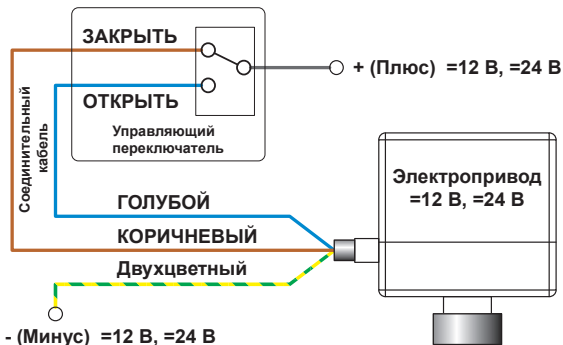 ЗАКРЫТЬ
+ (Плюс) =12 В, =24 В
ОТКРЫТЬ
Управляющий
переключатель
Соединительный
кабель
Электропривод
=12 В, =24 В
ГОЛУБОЙ
КОРИЧНЕВЫЙ
Двухцветный
- (Минус) =12 В, =24 В